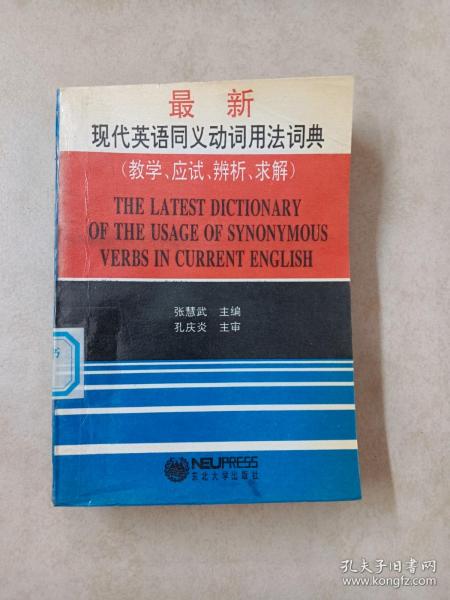 最 新
现代英语同义动词用法词典
(教学、应试、辨析、求解)
THE LATEST DICTIONARY
OF THE USAGE OF SYNONYMOUS
VERBS IN CURRENT ENGLISH
张慧武 主编
孔庆炎 主审
NEUPRESS
东北大学出版社
孔夫子旧书网
www.kongfz.com